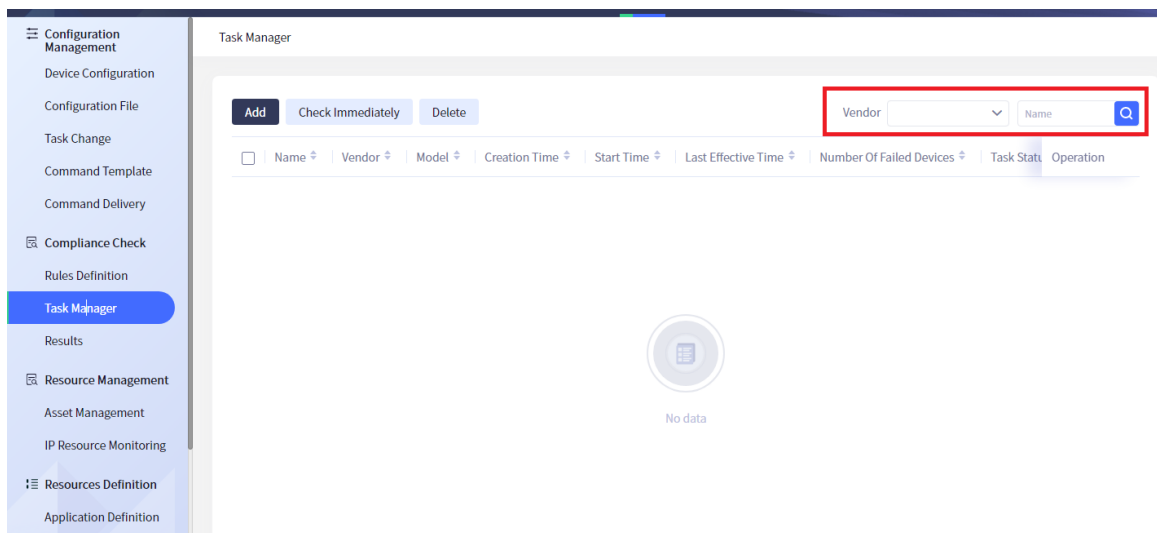 Configuration
Management
Device Configuration
Configuration File
Task Change
Command Template
Command Delivery
Compliance Check
Rules Definition
Task Manager
Results
Resource Management
Asset Management
IP Resource Monitoring
Resources Definition
Application Definition
Task Manager
Add Check Immediately Delete Vendor Name
Name Vendor Model Creation Time Start Time Last Effective Time Number Of Failed Devices Task Statu Operation
No data